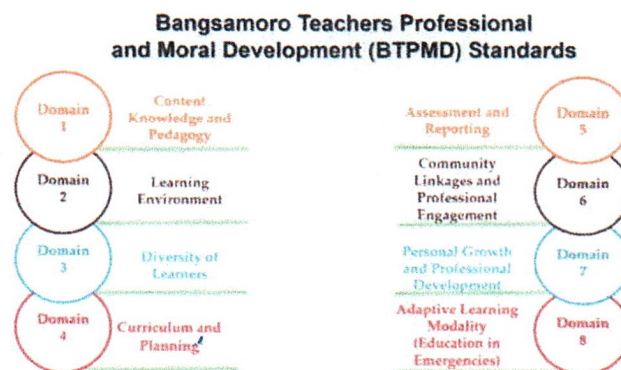 Bangsamoro Teachers Professional
and Moral Development (BTPMD) Standards
Domain
1
Content
Knowledge and
Pedagogy
Domain
2
Learning
Environment
Domain
3
Diversity of
Learners
Domain
4
Curriculum and
Planning
Assessment and
Reporting
Domain
5
Community
Linkages and
Professional
Engagement
Domain
6
Personal Growth
and Professional
Development
Domain
7
Adaptive Learning
Modality
(Education in
Emergencies)
Domain
8